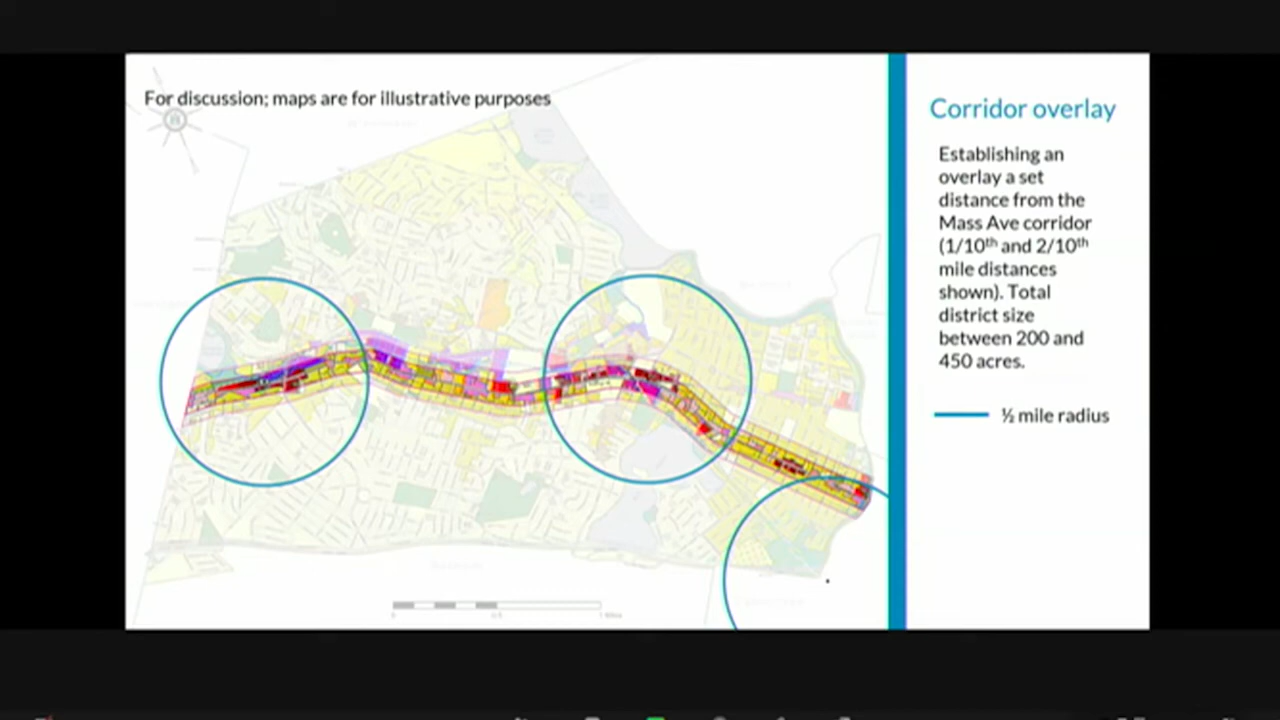 For discussion; maps are for illustrative purposes
Corridor overlay
Establishing an
overlay a set
distance from the
Mass Ave corridor
(1/10th and 2/10th
mile distances
shown). Total
district size
between 200 and
450 acres.
½ mile radius